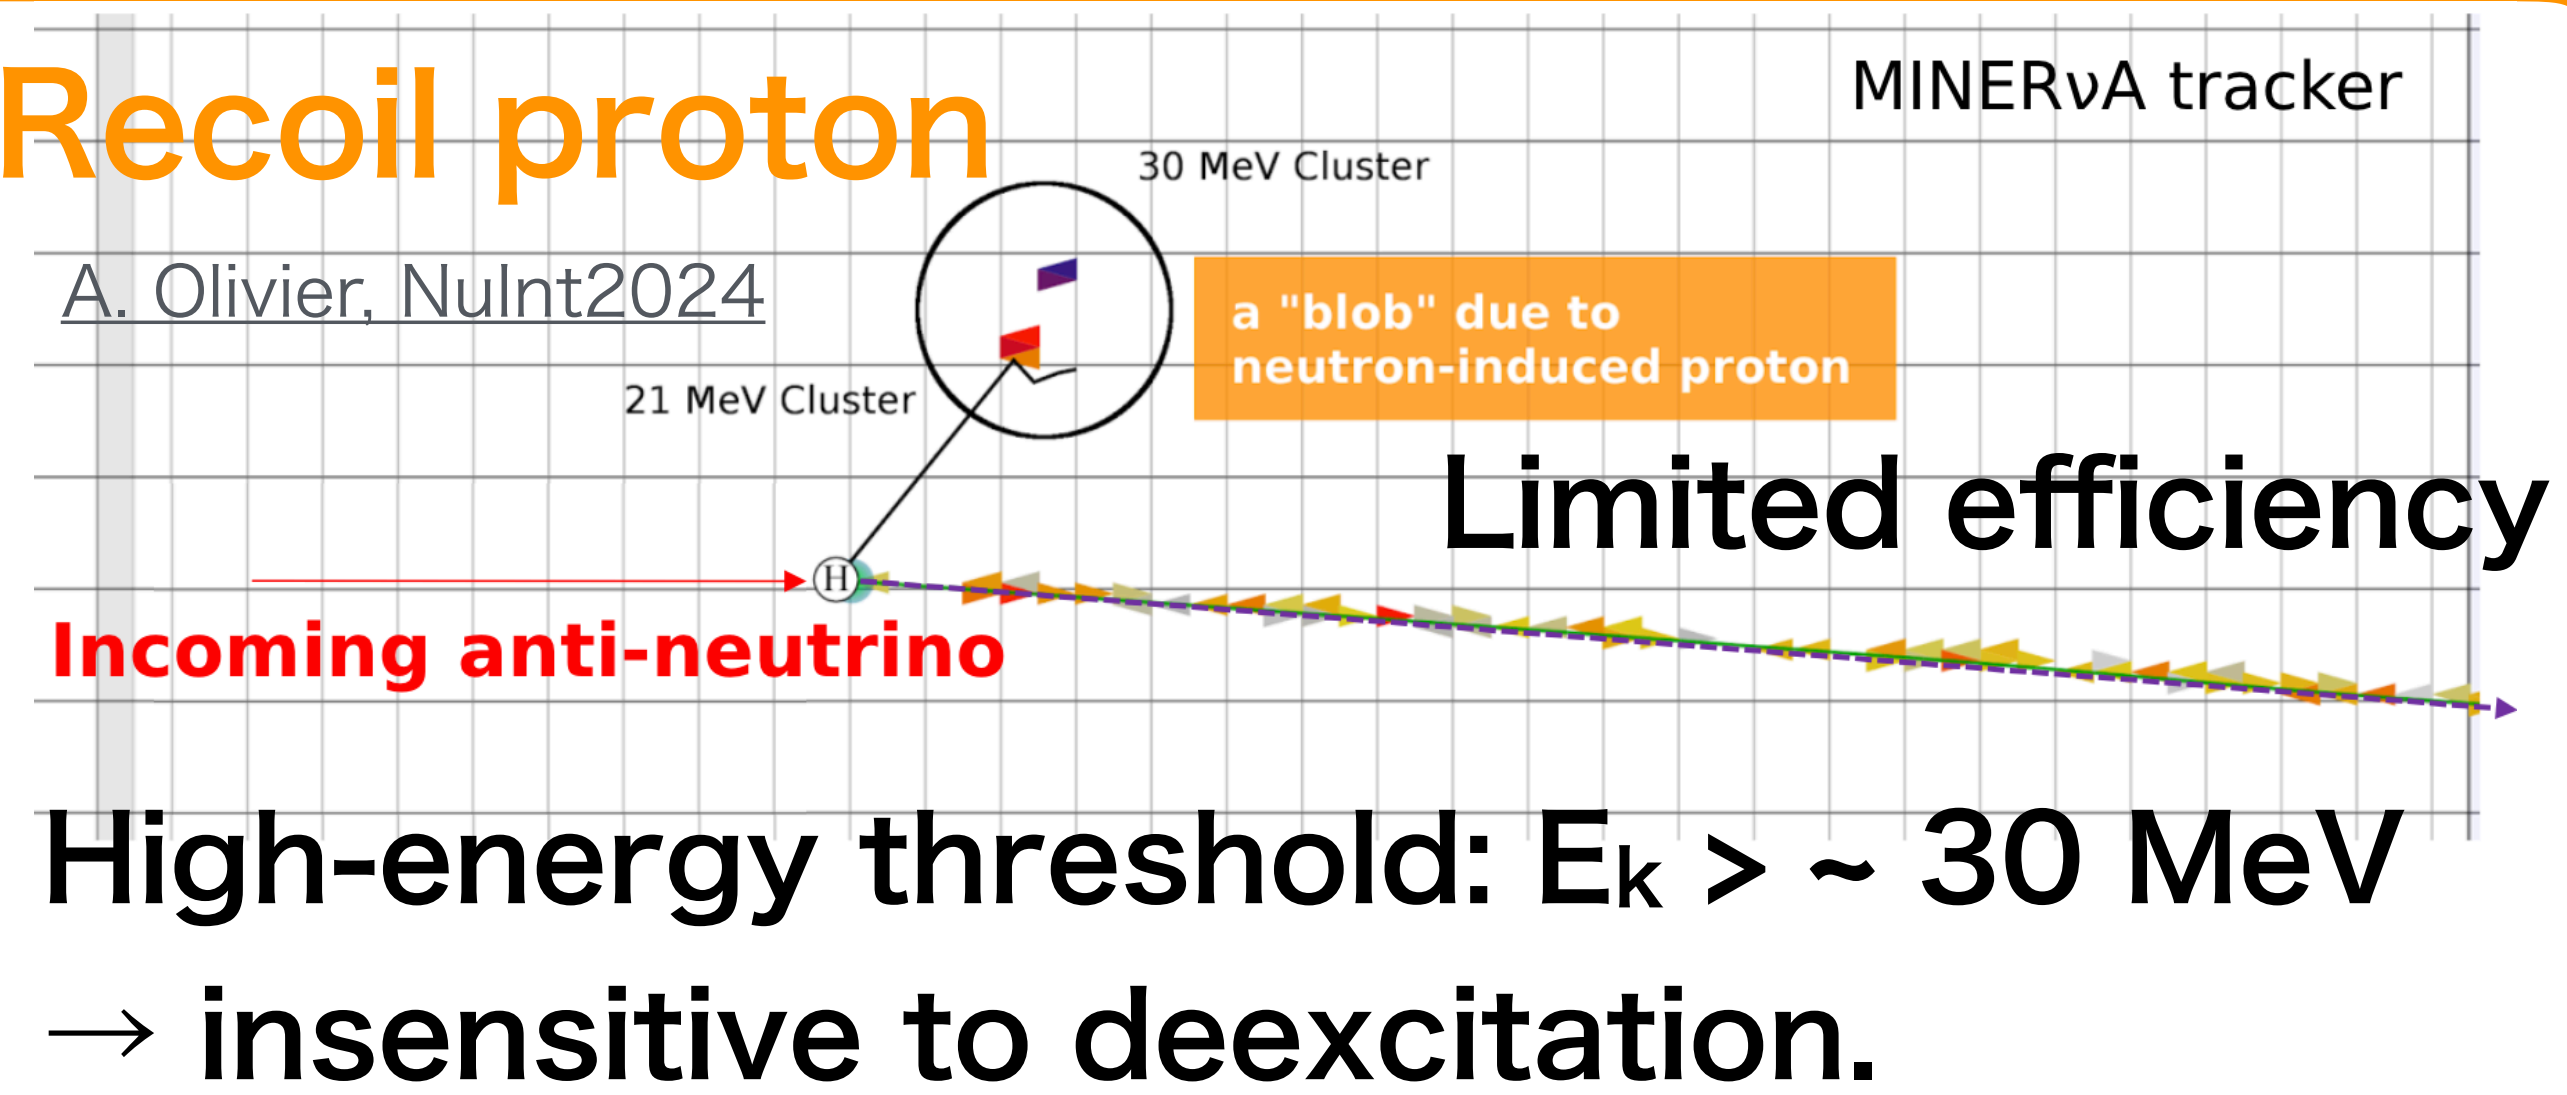 Recoil proton
MINERνA tracker
30 MeV Cluster
A. Olivier, NuInt2024
a "blob" due to
neutron-induced proton
21 MeV Cluster
Limited efficiency
H
Incoming anti-neutrino
High-energy threshold: Eₖ > ~ 30 MeV
→ insensitive to deexcitation.